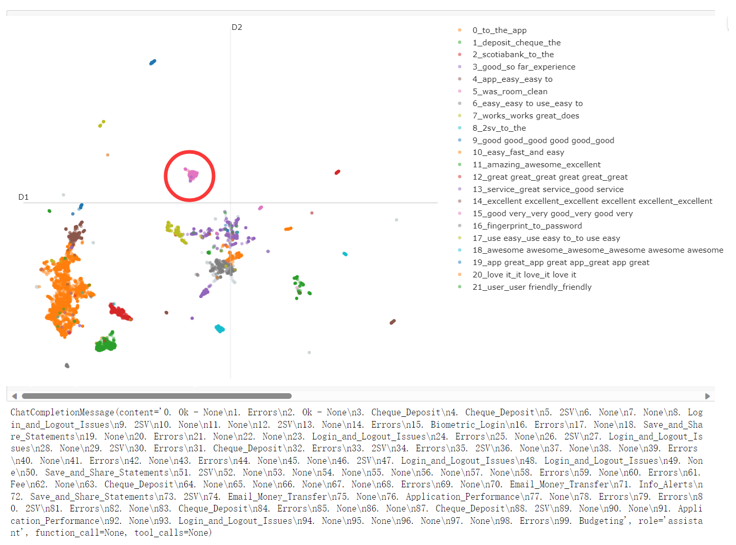 D2
D1
0_to_the_app
1_deposit_cheque_the
2_scotiabank_to_the
3_good_so far_experience
4_app_easy_easy to
5_was_room_clean
6_easy_easy to use_easy to
7_works_works great_does
8_2sv_to_the
9_good good_good good good_good
10_easy_fast_and easy
11_amazing_awesome_excellent
12_great great_great great great_great
13_service_great service_good service
14_excellent excellent_excellent excellent excellent_excellent
15_good very_very good_very good very
16_fingerprint_to_password
17_use easy_use easy to_to use easy
18_awesome awesome_awesome awesome awesome awesome
19_app great_app great app_great app great
20_love it_it love_it love it
21_user_user friendly_friendly
ChatCompletionMessage(content='0. Ok - None\n1. Errors\n2. Ok - None\n3. Cheque_Deposit\n4. Cheque_Deposit\n5. 2SV\n6. None\n7. None\n8. Log
in_and_Logout_Issues\n9. 2SV\n10. None\n11. None\n12. 2SV\n13. None\n14. Errors\n15. Biometric_Login\n16. Errors\n17. None\n18. Save_and_Sha
re_Statements\n19. None\n20. Errors\n21. None\n22. None\n23. Login_and_Logout_Issues\n24. Errors\n25. None\n26. 2SV\n27. Login_and_Logout_Is
sues\n28. None\n29. 2SV\n30. Errors\n31. Cheque_Deposit\n32. Errors\n33. 2SV\n34. Errors\n35. 2SV\n36. None\n37. None\n38. None\n39. Errors
\n40. None\n41. Errors\n42. None\n43. Errors\n44. None\n45. None\n46. 2SV\n47. Login_and_Logout_Issues\n48. Login_and_Logout_Issues\n49. Non
e\n50. Save_and_Share_Statements\n51. 2SV\n52. None\n53. None\n54. None\n55. None\n56. None\n57. None\n58. Errors\n59. None\n60. Errors\n61.
Fee\n62. None\n63. Cheque_Deposit\n64. None\n65. None\n66. None\n67. None\n68. Errors\n69. None\n70. Email_Money_Transfer\n71. Info_Alerts\n
72. Save_and_Share_Statements\n73. 2SV\n74. Email_Money_Transfer\n75. None\n76. Application_Performance\n77. None\n78. Errors\n79. Errors\n8
0. 2SV\n81. Errors\n82. None\n83. Cheque_Deposit\n84. Errors\n85. None\n86. None\n87. Cheque_Deposit\n88. 2SV\n89. None\n90. None\n91. Appli
cation_Performance\n92. None\n93. Login_and_Logout_Issues\n94. None\n95. None\n96. None\n97. None\n98. Errors\n99. Budgeting', role='assista
nt', function_call=None, tool_calls=None)